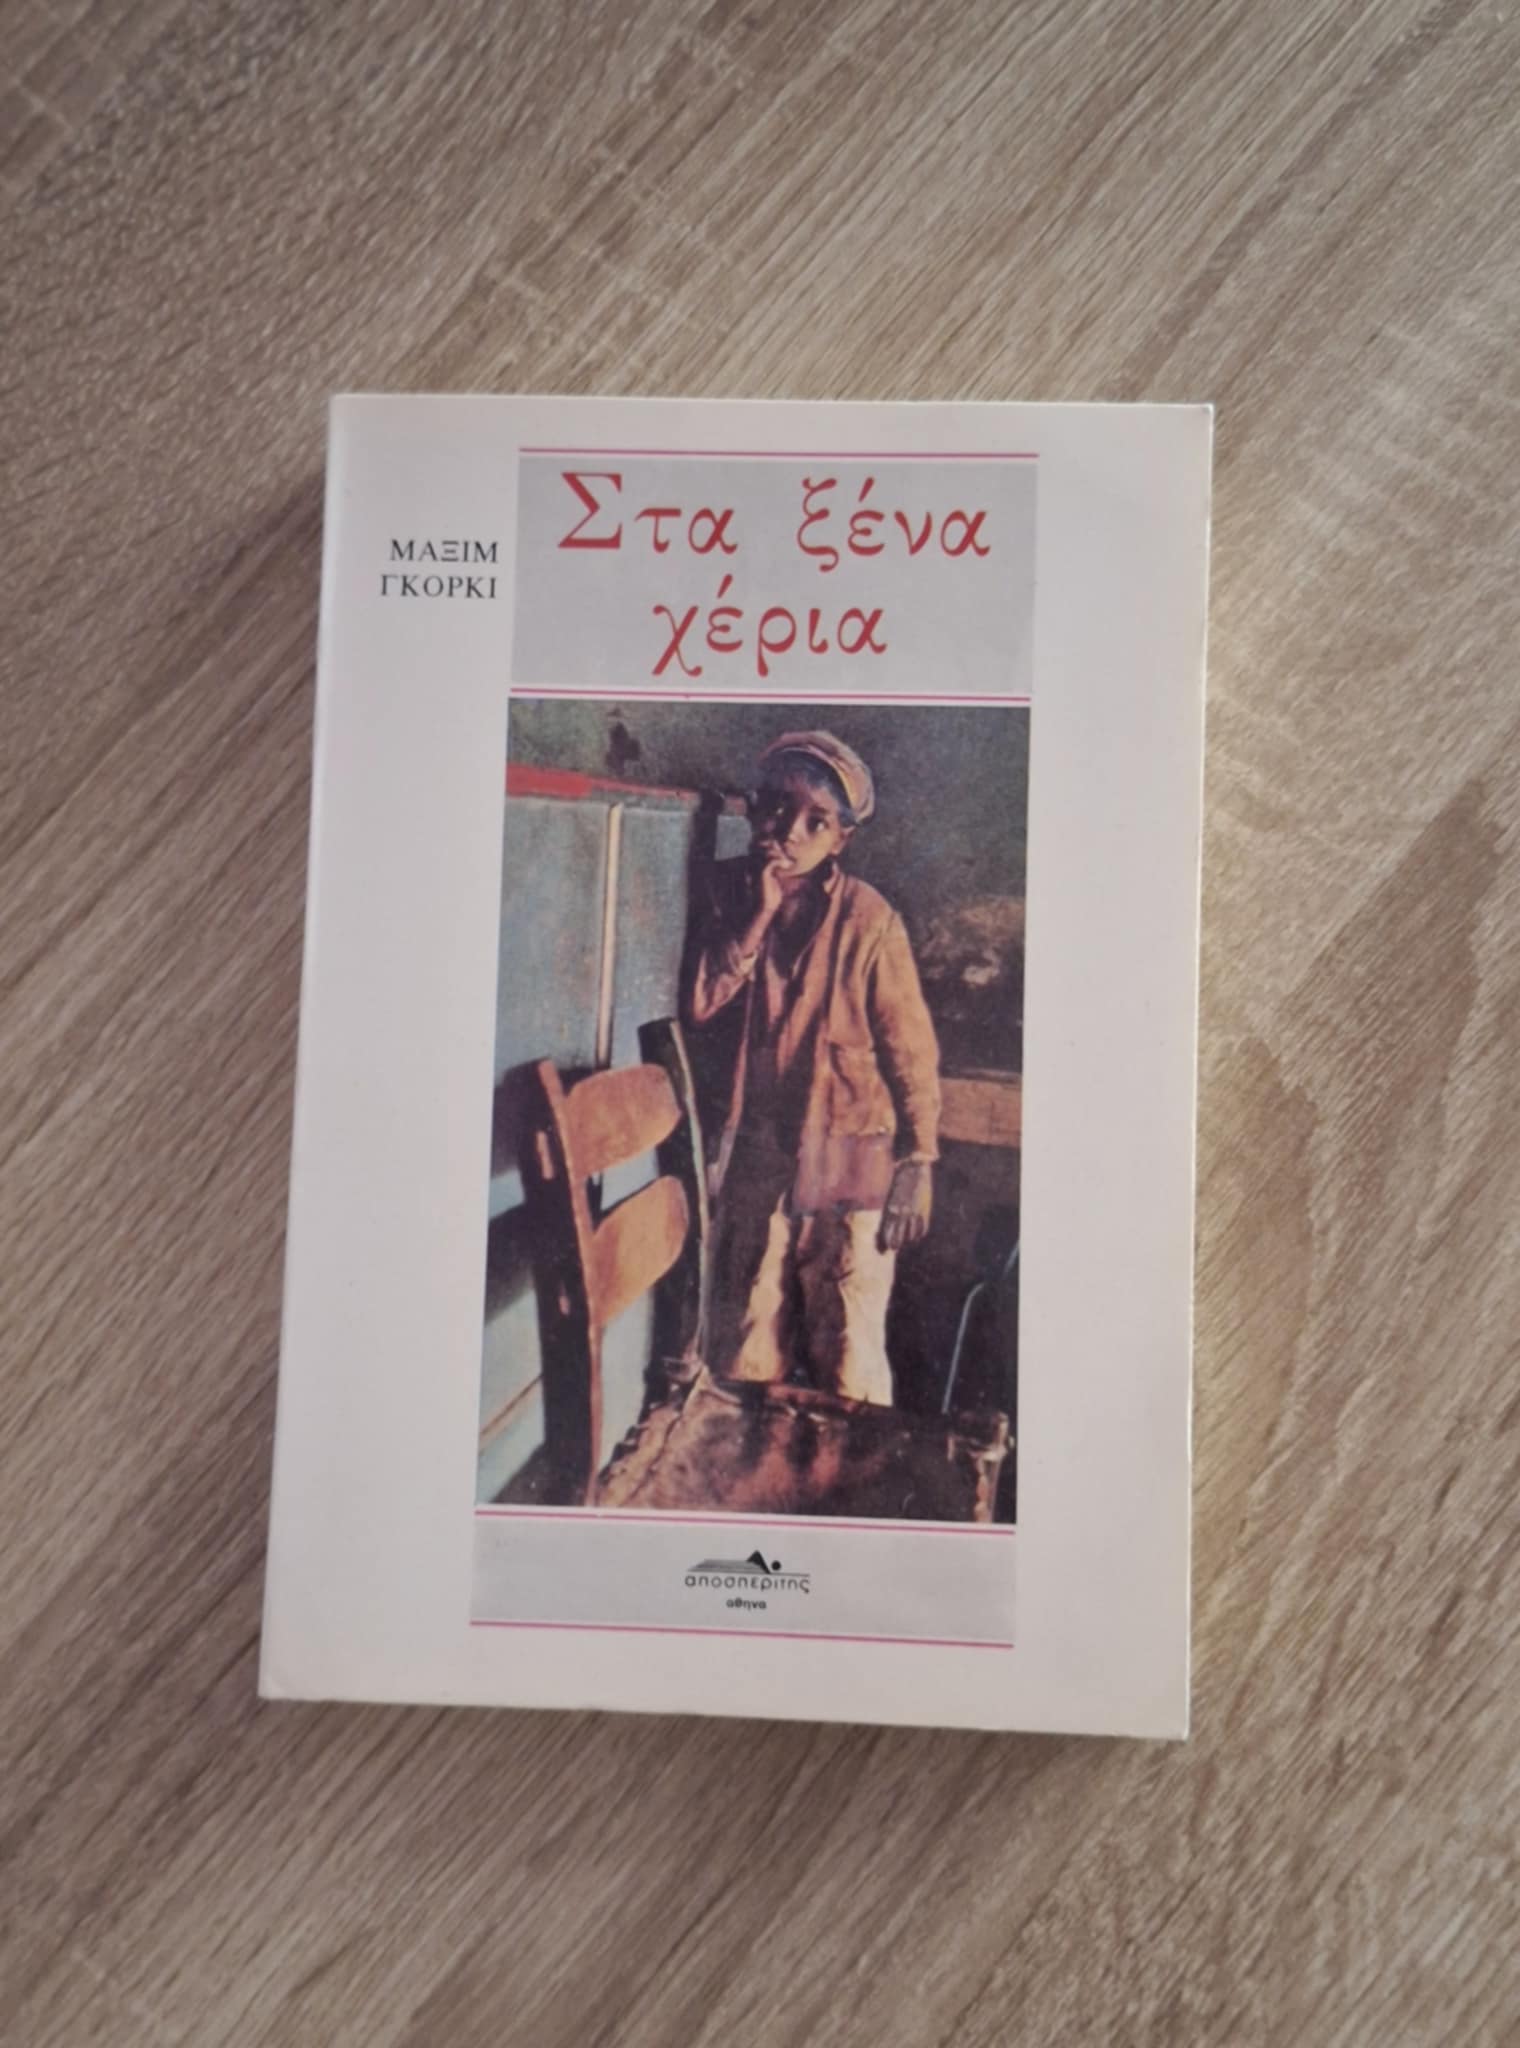 Στα ξένα
χέρια
ΜΑΞΙΜ
ΓΚΟΡΚΙ
αποσπερίτης
αθηνα